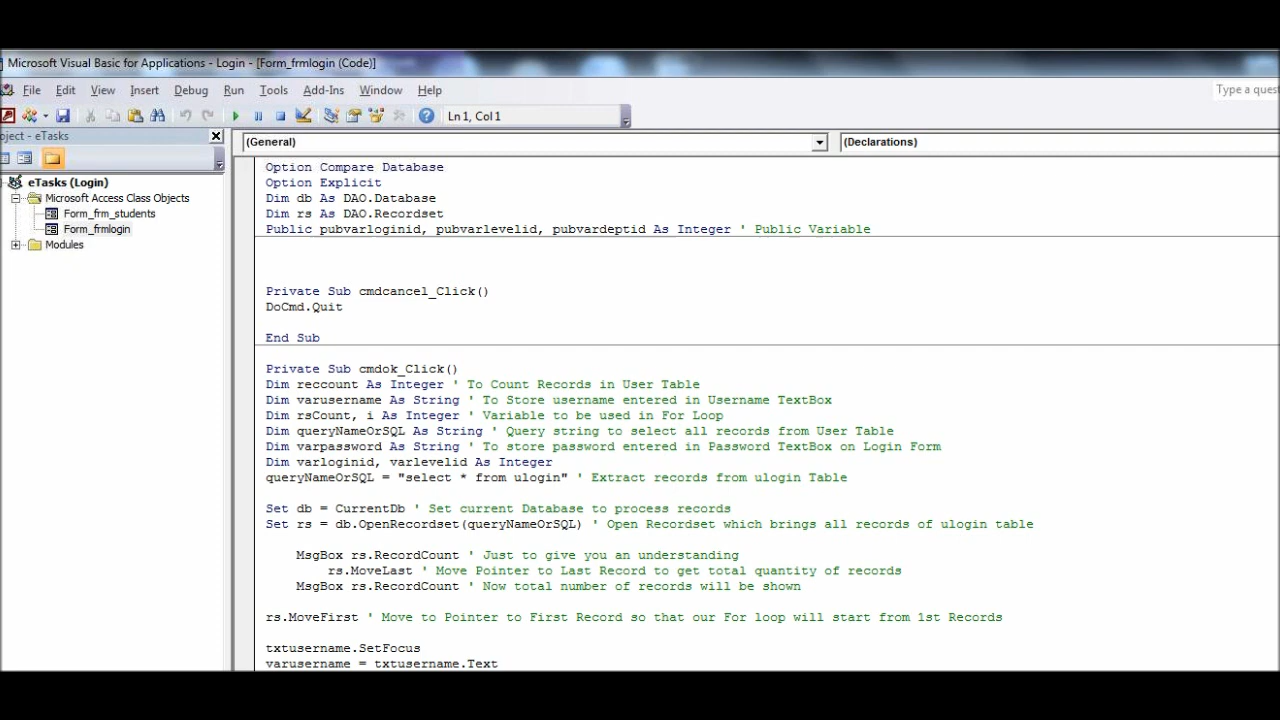 Microsoft Visual Basic for Applications - Login - [Form_frmlogin (Code)]
File Edit View Insert Debug Run Tools Add-Ins Window Help
Type a quest
Ln 1, Col 1
oject - eTasks
(General)
(Declarations)
eTasks (Login)
Microsoft Access Class Objects
Form_frm_students
Form_frmlogin
Modules
Option Compare Database
Option Explicit
Dim db As DAO.Database
Dim rs As DAO.Recordset
Public pubvarloginid, pubvarlevelid, pubvardeptid As Integer ' Public Variable
Private Sub cmdcancel_Click()
DoCmd.Quit
End Sub
Private Sub cmdok_Click()
Dim reccount As Integer ' To Count Records in User Table
Dim varusername As String ' To Store username entered in Username TextBox
Dim rsCount, i As Integer ' Variable to be used in For Loop
Dim queryNameOrSQL As String ' Query string to select all records from User Table
Dim varpassword As String ' To store password entered in Password TextBox on Login Form
Dim varloginid, varlevelid As Integer
queryNameOrSQL = "select * from ulogin" ' Extract records from ulogin Table
Set db = CurrentDb ' Set current Database to process records
Set rs = db.OpenRecordset(queryNameOrSQL) ' Open Recordset which brings all records of ulogin table
MsgBox rs.RecordCount ' Just to give you an understanding
rs.MoveLast ' Move Pointer to Last Record to get total quantity of records
MsgBox rs.RecordCount ' Now total number of records will be shown
rs.MoveFirst ' Move to Pointer to First Record so that our For loop will start from 1st Records
txtusername.SetFocus
varusername = txtusername.Text